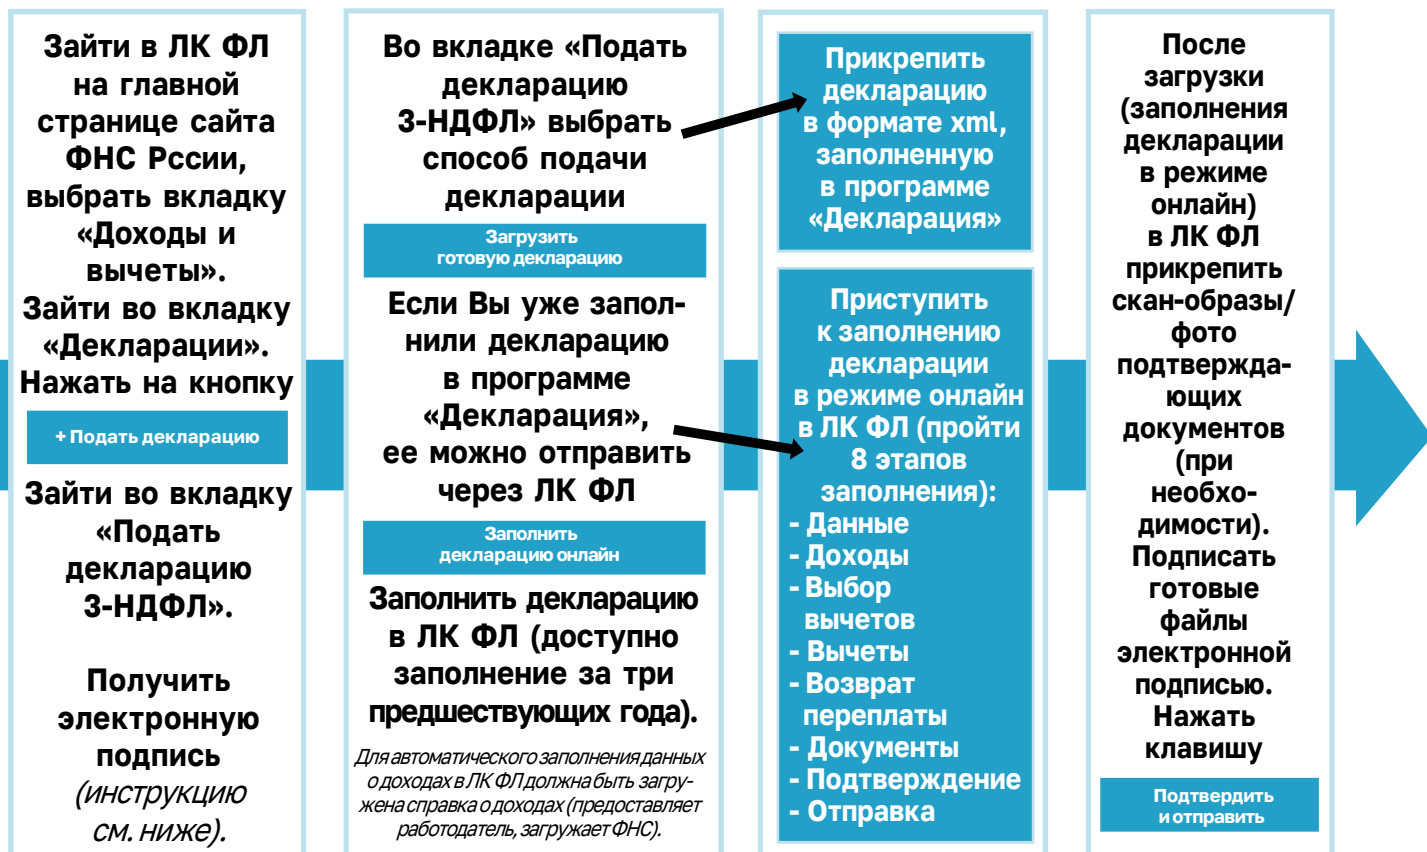 Зайти в ЛК ФЛ
на главной
странице сайта
ФНС Рссии,
выбрать вкладку
«Доходы и
вычеты».
Зайти во вкладку
«Декларации».
Нажать на кнопку
+ Подать декларацию
Зайти во вкладку
«Подать
декларацию
3-НДФЛ».
Получить
электронную
подпись
(инструкцию
см. ниже).
Во вкладке «Подать
декларацию
3-НДФЛ» выбрать
способ подачи
декларации
Загрузить
готовую декларацию
Если Вы уже запол-
нили декларацию
в программе
«Декларация»,
ее можно отправить
через ЛК ФЛ
Заполнить
декларацию онлайн
Заполнить декларацию
в ЛК ФЛ (доступно
заполнение за три
предшествующих года).
Для автоматического заполнения данных
о доходах в ЛК ФЛ должна быть загру-
жена справка о доходах (предоставляет
работодатель, загружает ФНС).
Прикрепить
декларацию
в формате xml,
заполненную
в программе
«Декларация»
Приступить
к заполнению
декларации
в режиме онлайн
в ЛК ФЛ (пройти
8 этапов
заполнения):
- Данные
- Доходы
- Выбор
вычетов
- Вычеты
- Возврат
переплаты
- Документы
- Подтверждение
- Отправка
После
загрузки
(заполнения
декларации
в режиме
онлайн)
в ЛК ФЛ
прикрепить
скан-образы/
фото
подтвержда-
ющих
документов
(при
необхо-
димости).
Подписать
готовые
файлы
электронной
подписью.
Нажать
клавишу
Подтвердить
и отправить